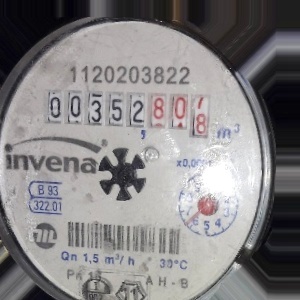 1120203822
00352808
m³
invena
x0,0001
B 93
322.01
Qn 1,5 m³/h 30°C
A H - B